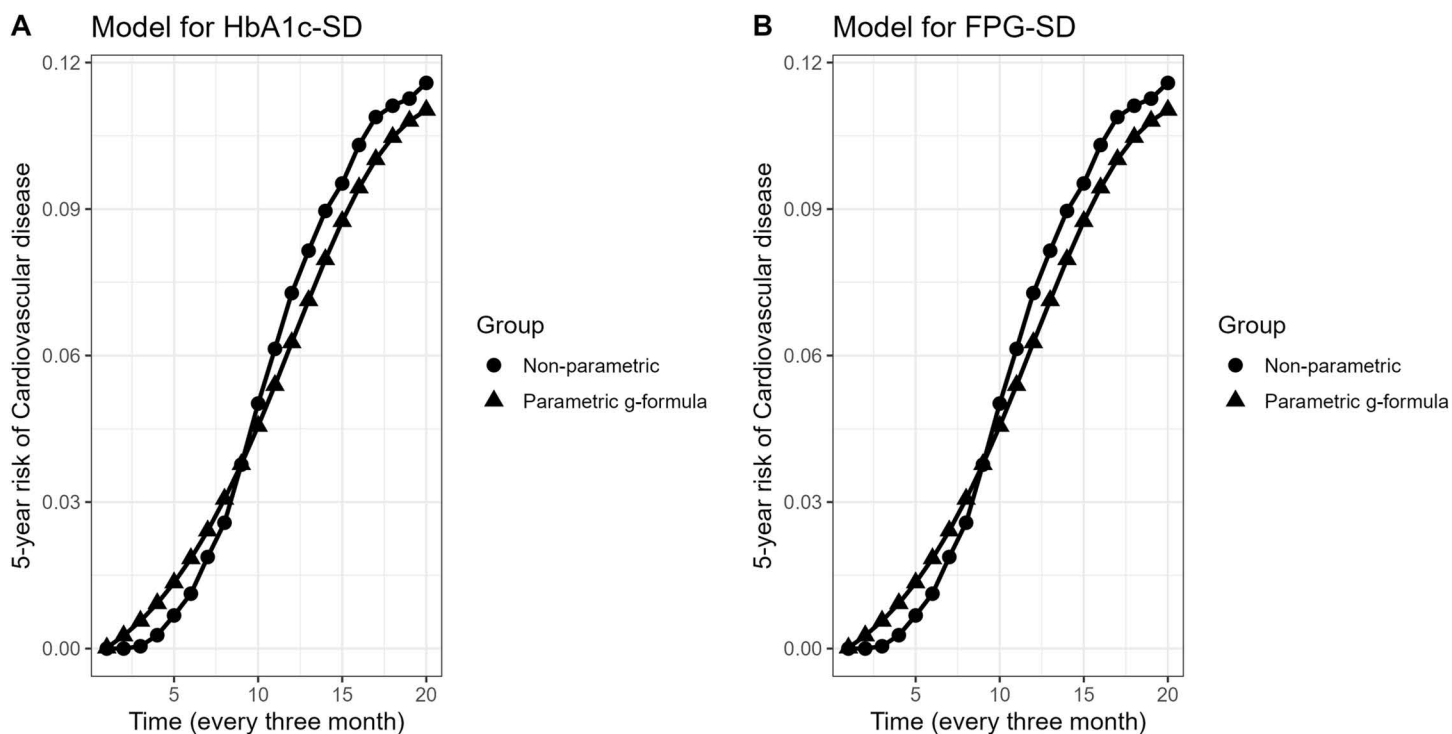 A Model for HbA1c-SD
5-year risk of Cardiovascular disease
0.12
0.09
0.06
0.03
0.00
5 10 15 20
Time (every three month)
Group
Non-parametric
Parametric g-formula
B Model for FPG-SD
5-year risk of Cardiovascular disease
0.12
0.09
0.06
0.03
0.00
5 10 15 20
Time (every three month)
Group
Non-parametric
Parametric g-formula